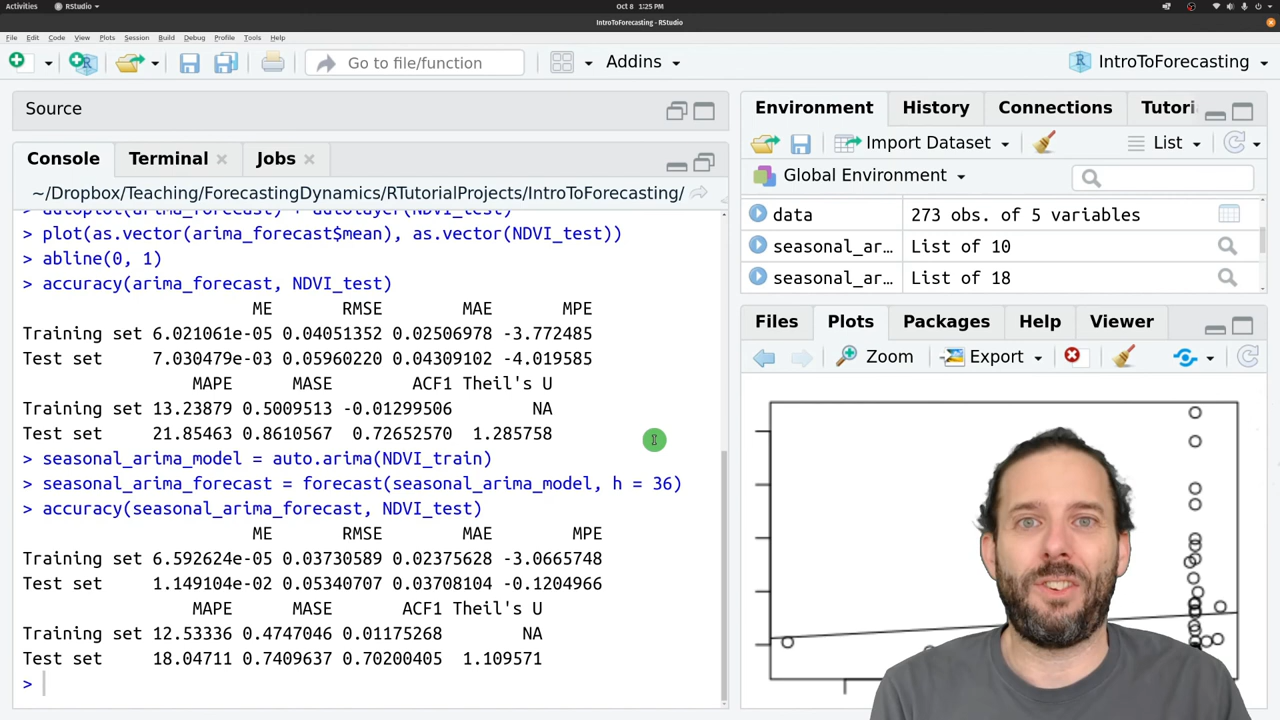 Activities RStudio Oct 8 1:25 PM
IntroToForecasting - RStudio
File Edit Code View Plots Session Build Debug Profile Tools Help
Go to file/function Addins IntroToForecasting
Source
Console Terminal Jobs
~/Dropbox/Teaching/ForecastingDynamics/RTutorialProjects/IntroToForecasting/
> autoplot(arima_forecast) + autolayer(NDVI_test)
> plot(as.vector(arima_forecast$mean), as.vector(NDVI_test))
> abline(0, 1)
> accuracy(arima_forecast, NDVI_test)
ME RMSE MAE MPE
Training set 6.021061e-05 0.04051352 0.02506978 -3.772485
Test set 7.030479e-03 0.05960220 0.04309102 -4.019585
MAPE MASE ACF1 Theil's U
Training set 13.23879 0.5009513 -0.01299506 NA
Test set 21.85463 0.8610567 0.72652570 1.285758
> seasonal_arima_model = auto.arima(NDVI_train)
> seasonal_arima_forecast = forecast(seasonal_arima_model, h = 36)
> accuracy(seasonal_arima_forecast, NDVI_test)
ME RMSE MAE MPE
Training set 6.592624e-05 0.03730589 0.02375628 -3.0665748
Test set 1.149104e-02 0.05340707 0.03708104 -0.1204966
MAPE MASE ACF1 Theil's U
Training set 12.53336 0.4747046 0.01175268 NA
Test set 18.04711 0.7409637 0.70200405 1.109571
>
Environment History Connections Tutori
Import Dataset List
Global Environment
data 273 obs. of 5 variables
seasonal_ar… List of 10
seasonal_ar… List of 18
Files Plots Packages Help Viewer
Zoom Export